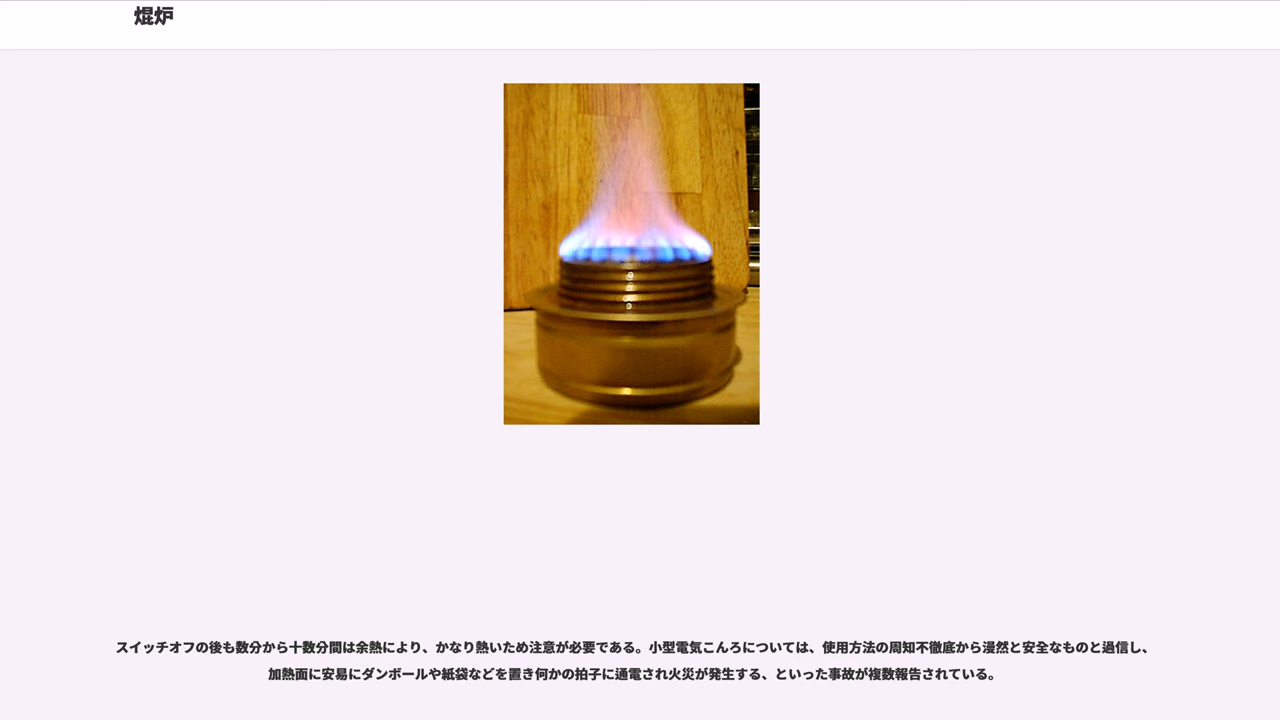 焜炉
スイッチオフの後も数分から十数分間は余熱により、かなり熱いため注意が必要である。小型電気こんろについては、使用方法の周知不徹底から漫然と安全なものと過信し、
加熱面に安易にダンボールや紙袋などを置き何かの拍子に通電され火災が発生する、といった事故が複数報告されている。